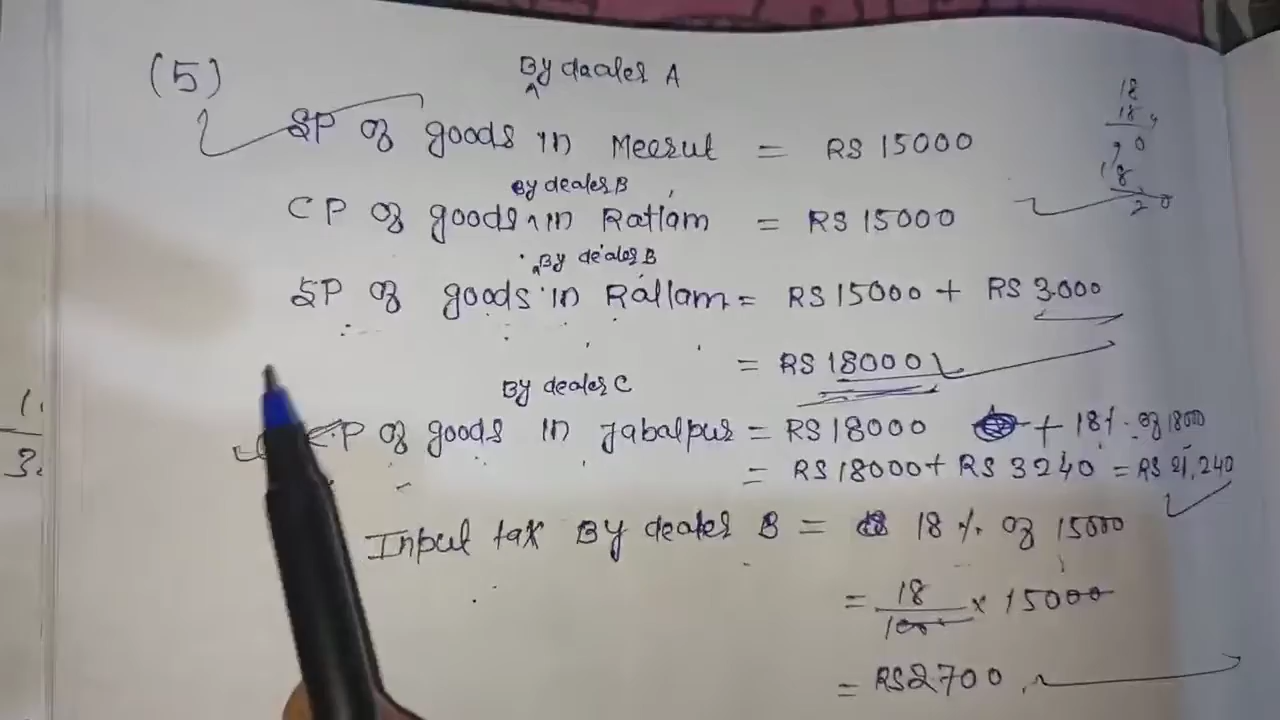 (5)
By dealer A
SP of goods in Meerut = RS 15000
By dealer B
CP of goods in Ratlam = RS 15000
By dealer B
SP of goods in Ratlam = RS 15000 + RS 3000
= RS 18000
By dealer C
CP of goods in Jabalpur = RS 18000 + 18% of 18000
= RS 18000 + RS 3240 = RS 21,240
Input tax By dealer B = 18 % of 15000
= 18/100 × 15000
= RS 2700
18
18